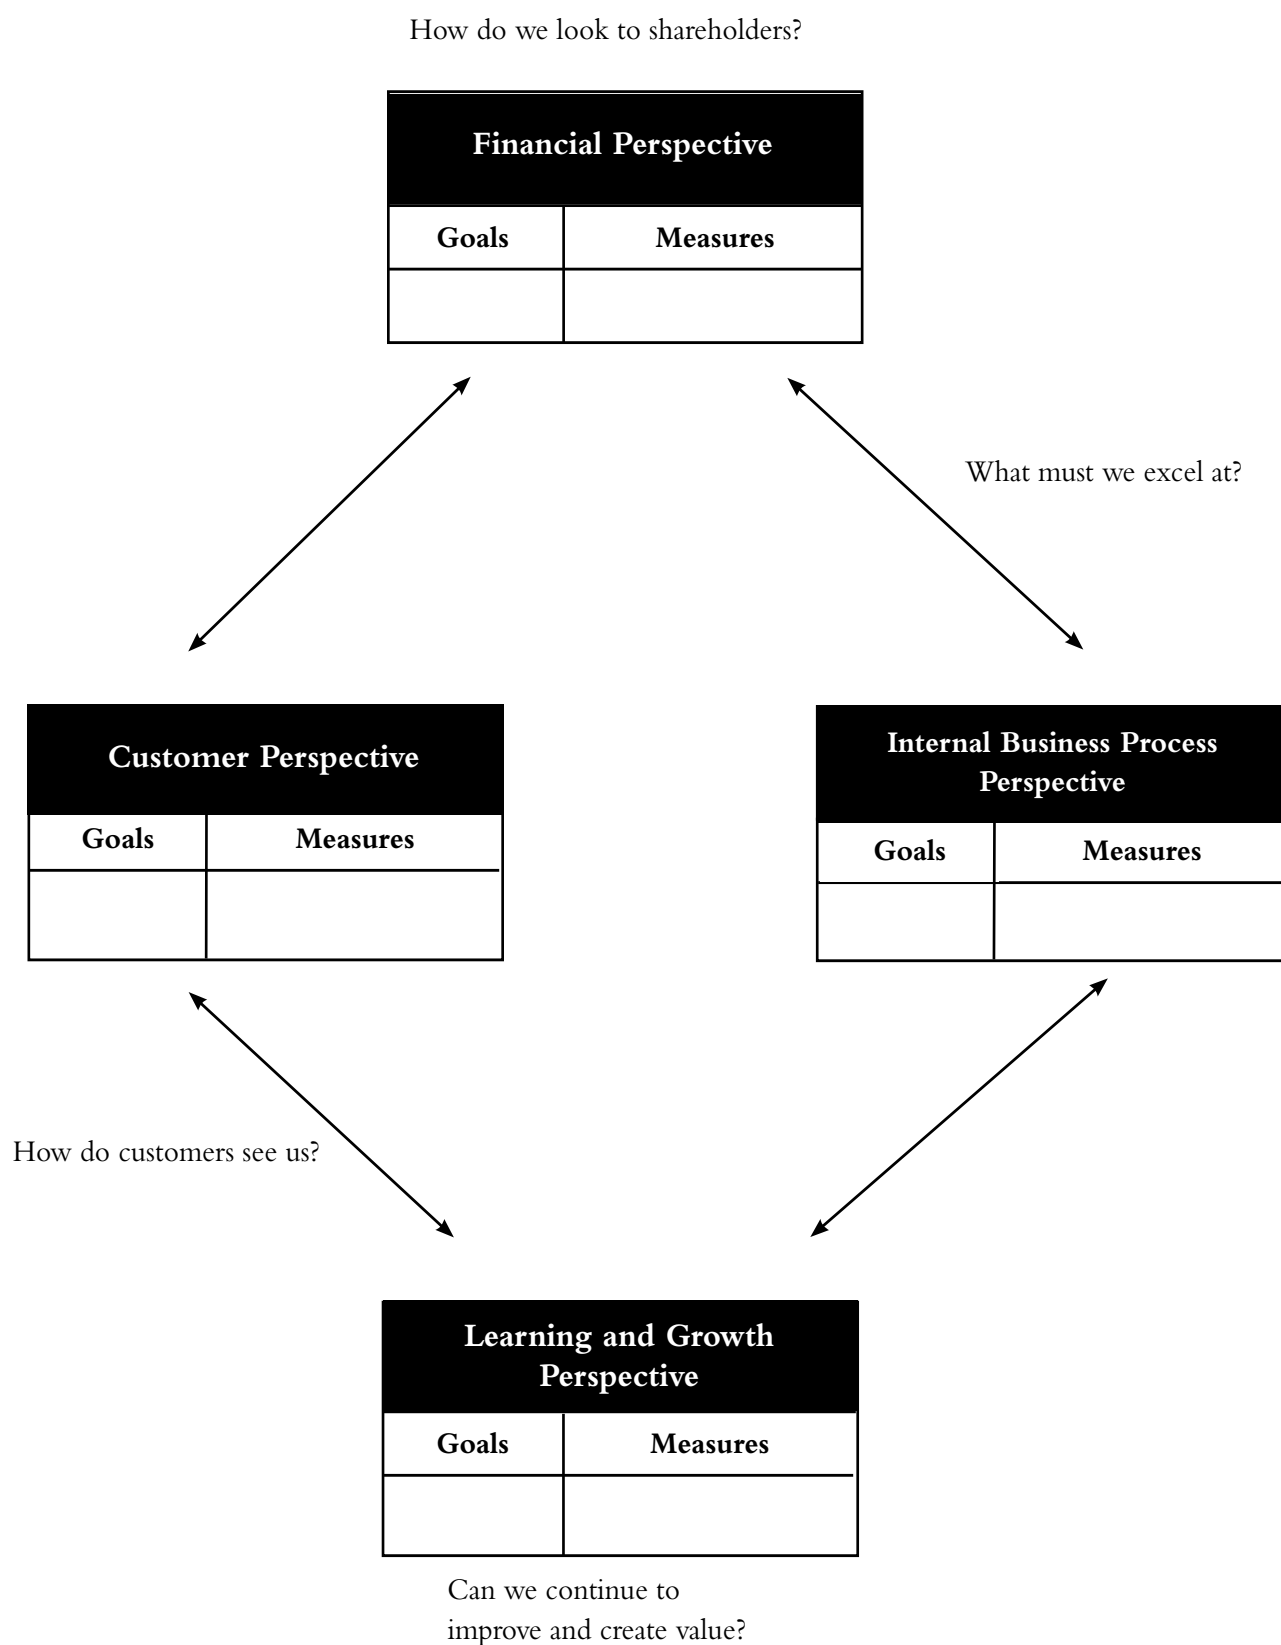 How do we look to shareholders?
Financial Perspective
Goals
Measures
What must we excel at?
Customer Perspective
Goals
Measures
Internal Business Process
Perspective
Goals
Measures
How do customers see us?
Learning and Growth
Perspective
Goals
Measures
Can we continue to
improve and create value?